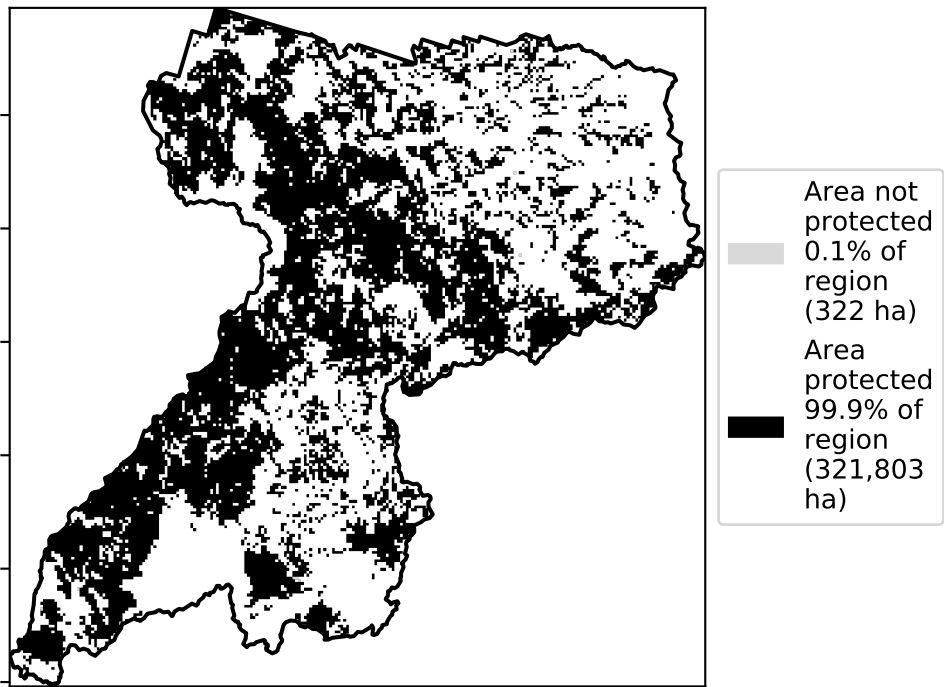 Area not
protected
0.1% of
region
(322 ha)
Area
protected
99.9% of
region
(321,803
ha)